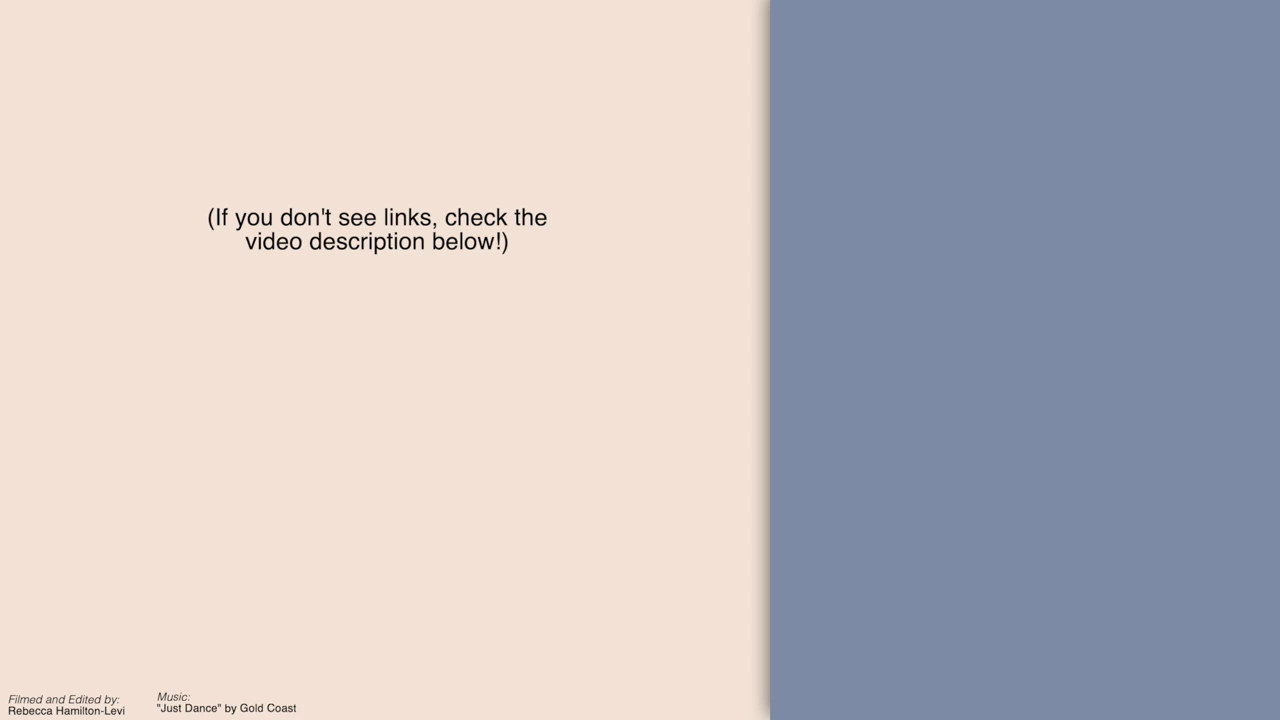 (If you don't see links, check the
video description below!)
Filmed and Edited by:
Rebecca Hamilton-Levi
Music:
"Just Dance" by Gold Coast